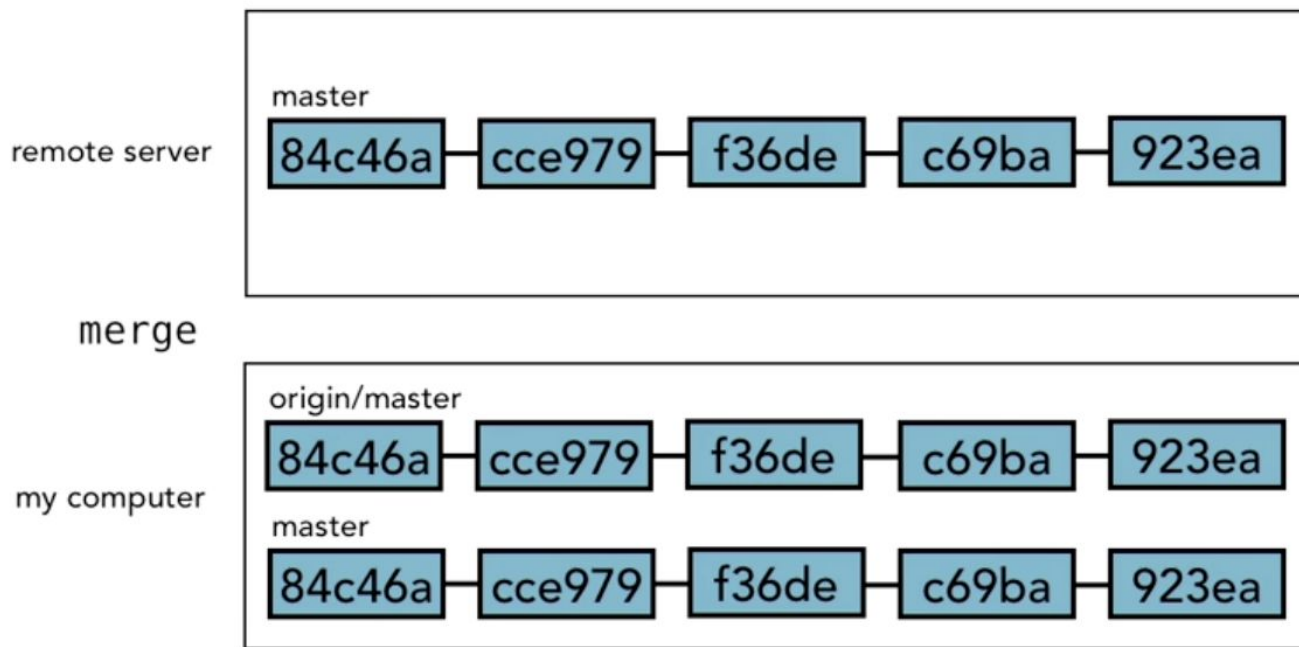 master
remote server
84c46a cce979 f36de c69ba 923ea
merge
origin/master
84c46a cce979 f36de c69ba 923ea
my computer
master
84c46a cce979 f36de c69ba 923ea